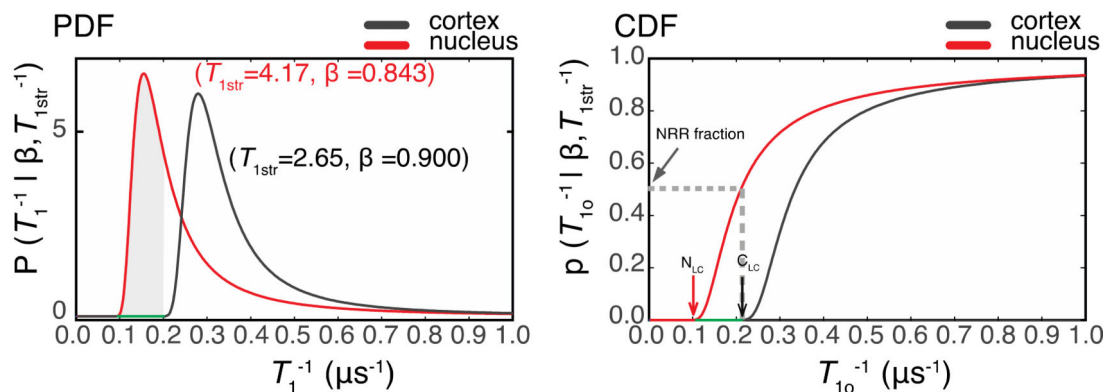 PDF
cortex
nucleus
(T1str=4.17, β =0.843)
(T1str=2.65, β =0.900)
P (T1⁻¹ | β, T1str⁻¹)
5
0
0.0 0.1 0.2 0.3 0.4 0.5 0.6 0.7 0.8 0.9 1.0
T1⁻¹ (μs⁻¹)
CDF
cortex
nucleus
p (T1o⁻¹ | β, T1str⁻¹)
1.0
0.8
0.6
0.4
0.2
0.0
NRR fraction
NLC
CLC
0.0 0.1 0.2 0.3 0.4 0.5 0.6 0.7 0.8 0.9 1.0
T1o⁻¹ (μs⁻¹)